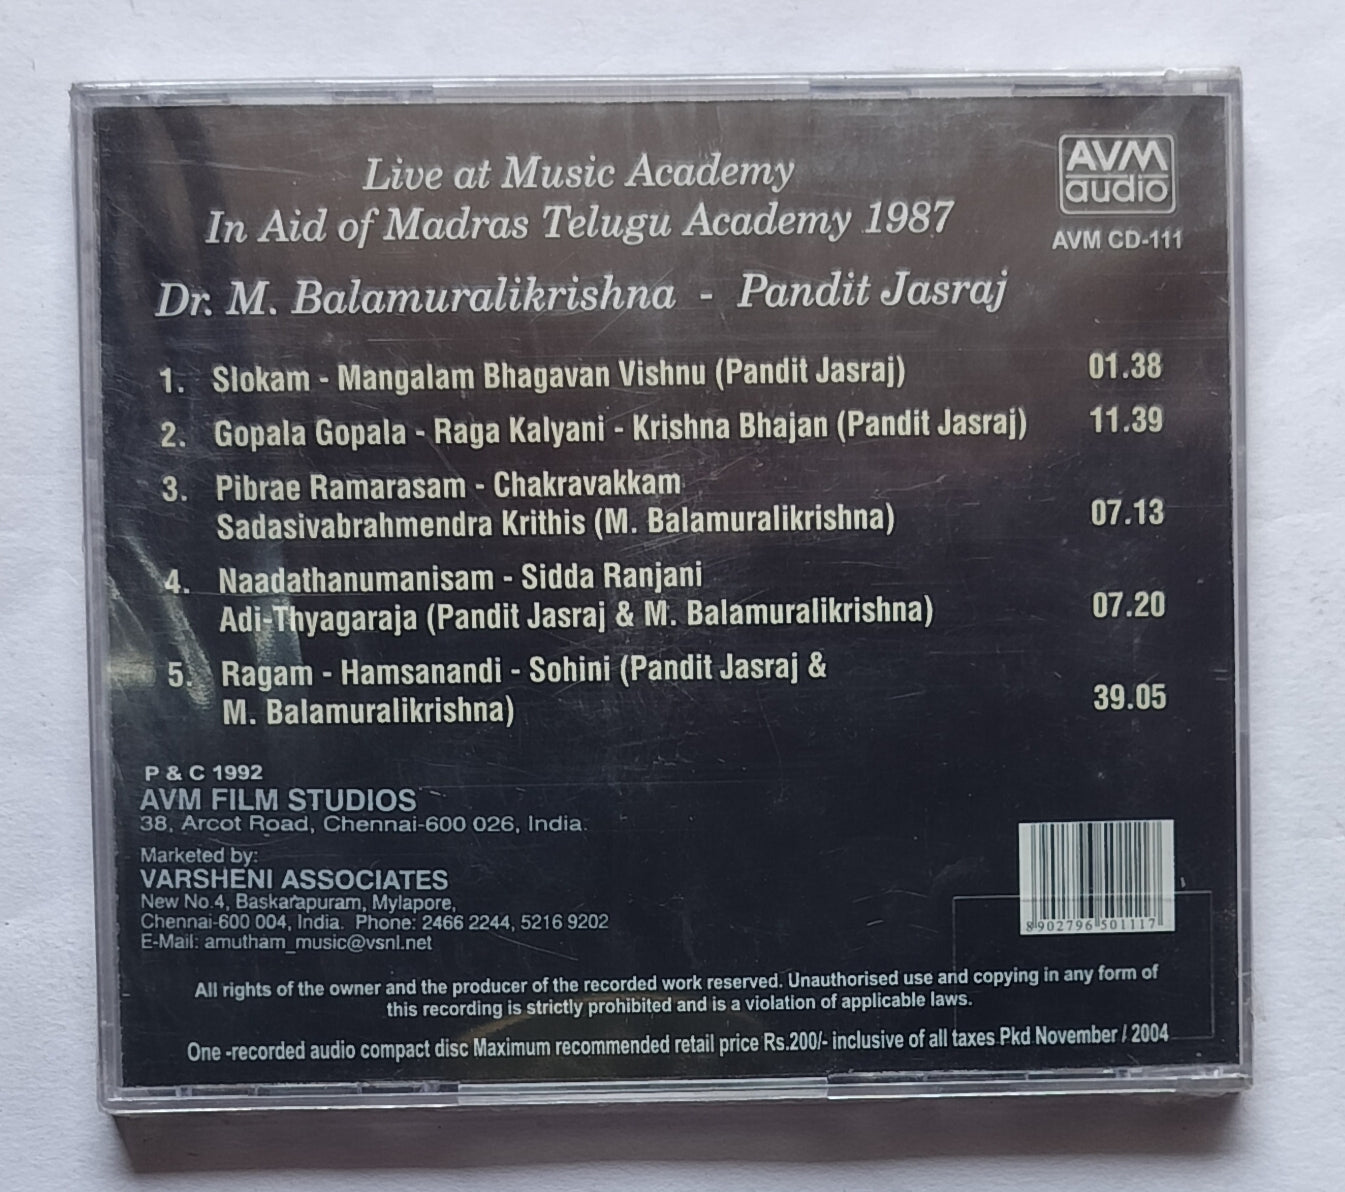 Live at Music Academy
In Aid of Madras Telugu Academy 1987
Dr. M. Balamuralikrishna - Pandit Jasraj
AVM
audio
AVM CD-111
1. Slokam - Mangalam Bhagavan Vishnu (Pandit Jasraj) 01.38
2. Gopala Gopala - Raga Kalyani - Krishna Bhajan (Pandit Jasraj) 11.39
3. Pibrae Ramarasam - Chakravakkam
Sadasivabrahmendra Krithis (M. Balamuralikrishna) 07.13
4. Naadathanumanisam - Sidda Ranjani
Adi-Thyagaraja (Pandit Jasraj & M. Balamuralikrishna) 07.20
5. Ragam - Hamsanandi - Sohini (Pandit Jasraj &
M. Balamuralikrishna) 39.05
P & C 1992
AVM FILM STUDIOS
38, Arcot Road, Chennai-600 026, India.
Marketed by:
VARSHENI ASSOCIATES
New No.4, Baskarapuram, Mylapore,
Chennai-600 004, India. Phone: 2466 2244, 5216 9202
E-Mail: amutham_music@vsnl.net
8 902796 501117
All rights of the owner and the producer of the recorded work reserved. Unauthorised use and copying in any form of
this recording is strictly prohibited and is a violation of applicable laws.
One -recorded audio compact disc Maximum recommended retail price Rs.200/- inclusive of all taxes Pkd November / 2004